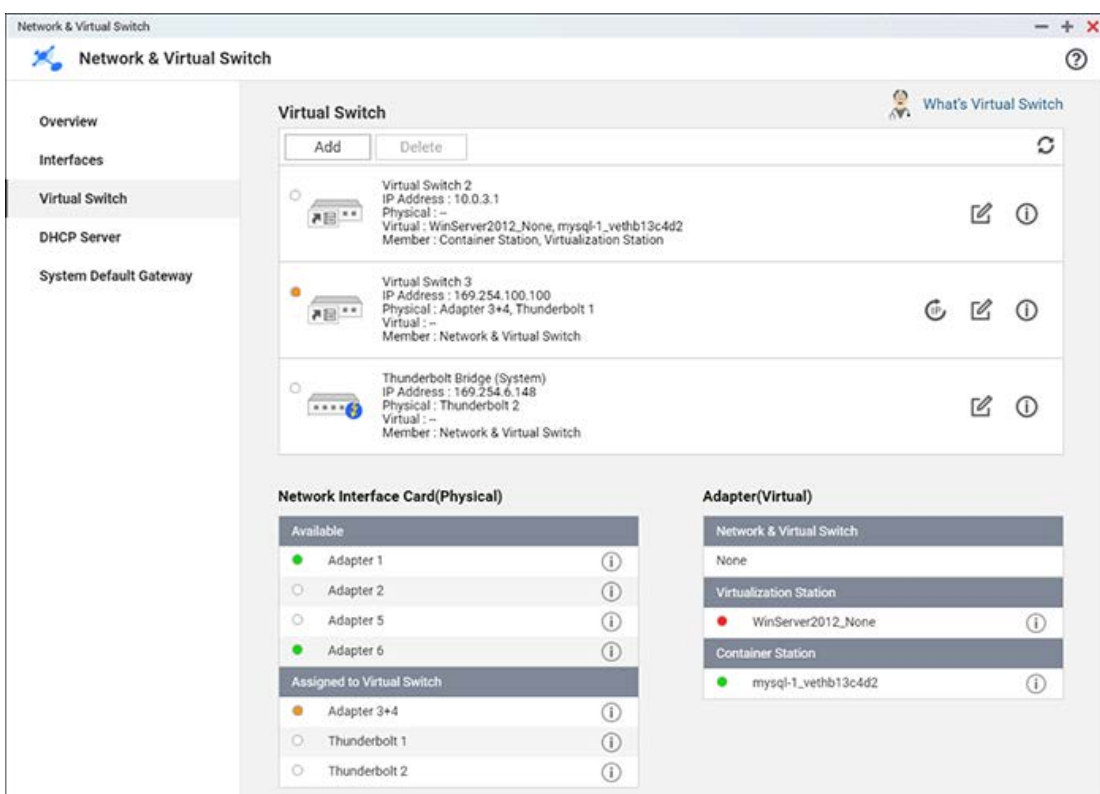 Network & Virtual Switch
Network & Virtual Switch
Overview
Interfaces
Virtual Switch
DHCP Server
System Default Gateway
Virtual Switch
What's Virtual Switch
Add
Delete
Virtual Switch 2
IP Address : 10.0.3.1
Physical : --
Virtual : WinServer2012_None, mysql-1_vethb13c4d2
Member : Container Station, Virtualization Station
Virtual Switch 3
IP Address : 169.254.100.100
Physical : Adapter 3+4, Thunderbolt 1
Virtual : --
Member : Network & Virtual Switch
IP
Thunderbolt Bridge (System)
IP Address : 169.254.6.148
Physical : Thunderbolt 2
Virtual : --
Member : Network & Virtual Switch
Network Interface Card(Physical)
Available
Adapter 1
Adapter 2
Adapter 5
Adapter 6
Assigned to Virtual Switch
Adapter 3+4
Thunderbolt 1
Thunderbolt 2
Adapter(Virtual)
Network & Virtual Switch
None
Virtualization Station
WinServer2012_None
Container Station
mysql-1_vethb13c4d2